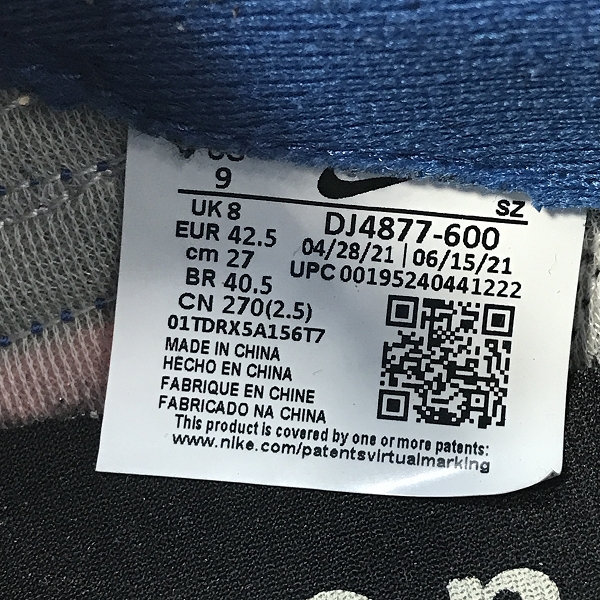 9
SZ
UK 8
DJ4877-600
EUR 42.5
04/28/21 | 06/15/21
cm 27
UPC 00195240441222
BR 40.5
CN 270(2.5)
01TDRX5A156T7
MADE IN CHINA
HECHO EN CHINA
FABRIQUE EN CHINE
FABRICADO NA CHINA
This product is covered by one or more patents:
www.nike.com/patentsvirtualmarking